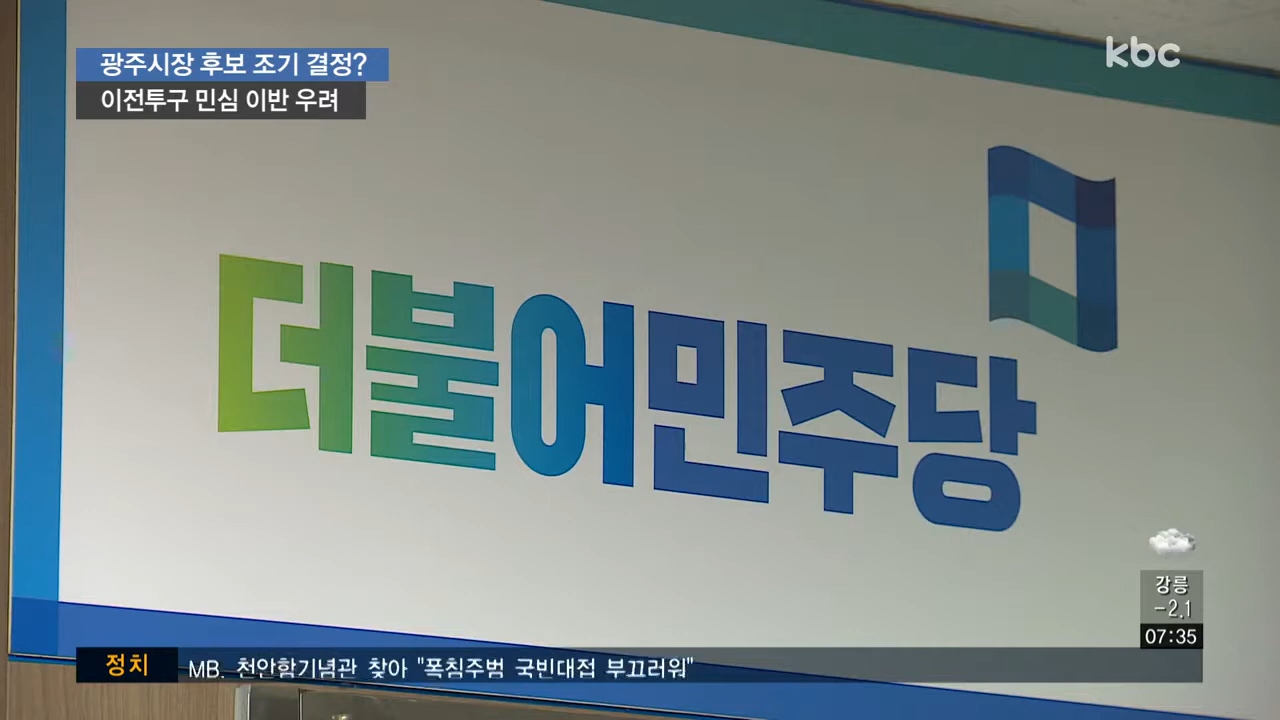 광주시장 후보 조기 결정?
이전투구 민심 이반 우려
kbc
더불어민주당
강릉
-2.1
07:35
정치
MB, 천안함기념관 찾아 "폭침주범 국빈대접 부끄러워"